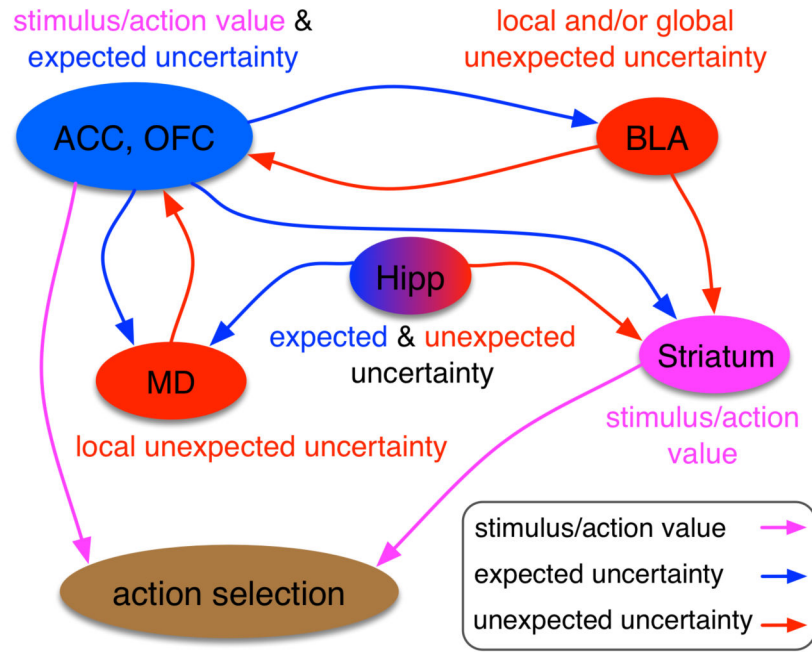 stimulus/action value &
expected uncertainty
local and/or global
unexpected uncertainty
ACC, OFC
BLA
Hipp
expected & unexpected
uncertainty
MD
Striatum
local unexpected uncertainty
stimulus/action
value
action selection
stimulus/action value
expected uncertainty
unexpected uncertainty